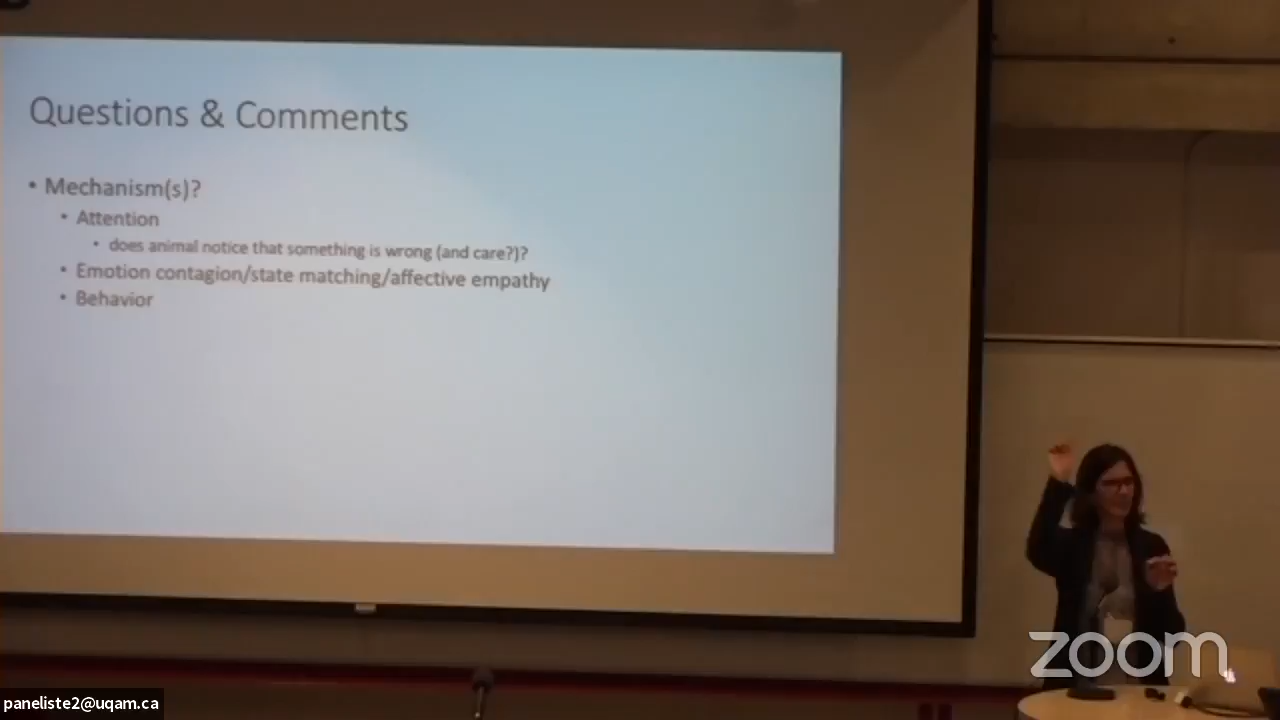 Questions & Comments
• Mechanism(s)?
• Attention
• does animal notice that something is wrong (and care?)?
• Emotion contagion/state matching/affective empathy
• Behavior
zoom
paneliste2@uqam.ca